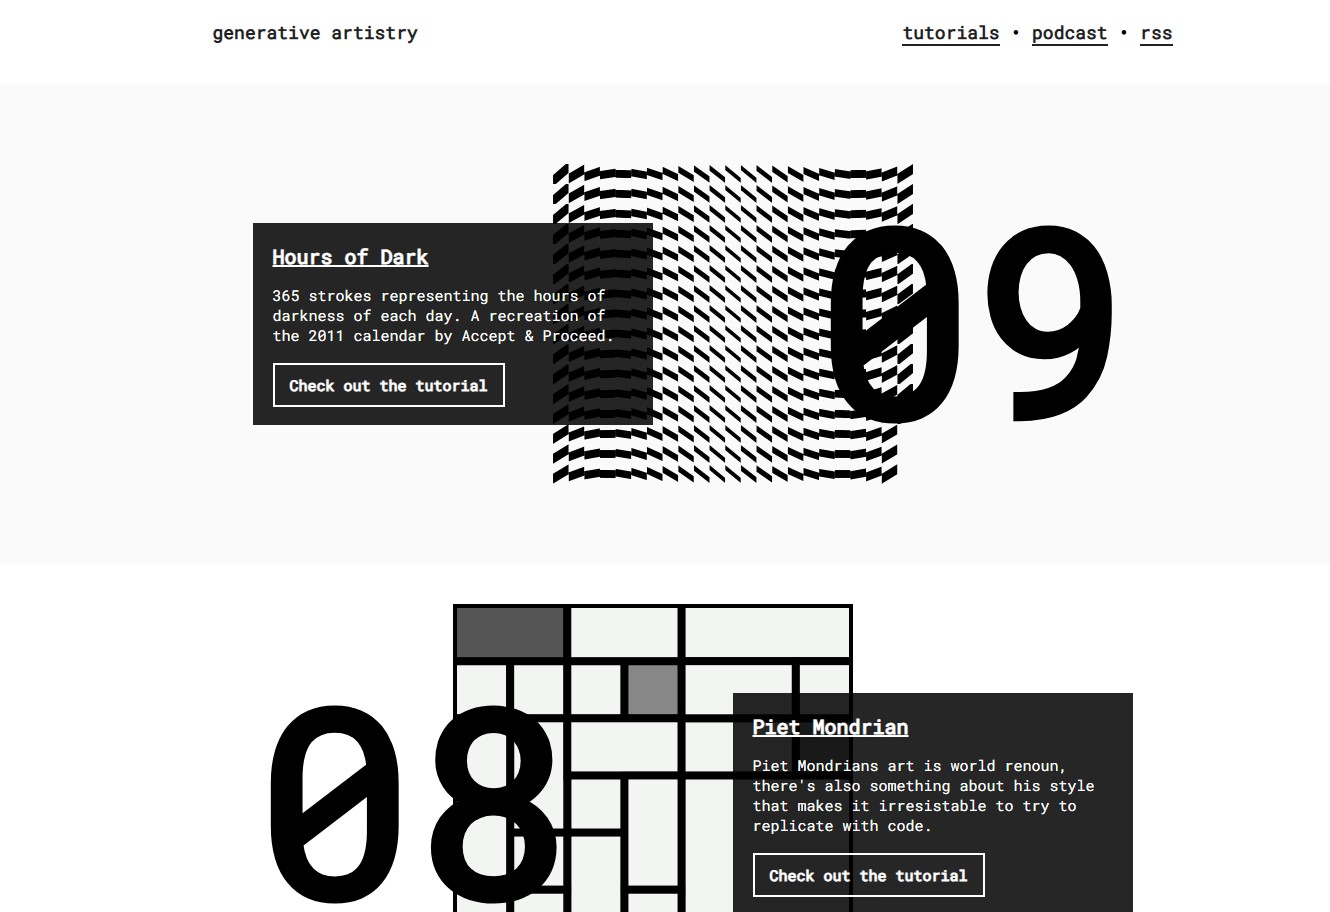 generative artistry
tutorials • podcast • rss
Hours of Dark
365 strokes representing the hours of
darkness of each day. A recreation of
the 2011 calendar by Accept & Proceed.
Check out the tutorial
09
08
Piet Mondrian
Piet Mondrians art is world renoun,
there's also something about his style
that makes it irresistable to try to
replicate with code.
Check out the tutorial